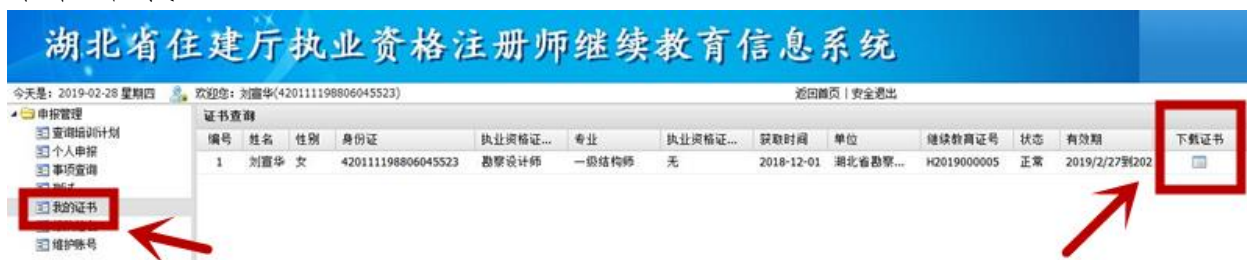 湖北省住建厅执业资格注册师继续教育信息系统
今天是：2019-02-28 星期四 欢迎您：刘富华(420111198806045523) 返回首页 | 安全退出
申报管理
查询培训计划
个人申报
事项查询
我的证书
维护账号
证书查询
编号 姓名 性别 身份证 执业资格证... 专业 执业资格证... 获取时间 单位 继续教育证号 状态 有效期 下载证书
1 刘富华 女 420111198806045523 勘察设计师 一级结构师 无 2018-12-01 湖北省勘察... H2019000005 正常 2019/2/27到202